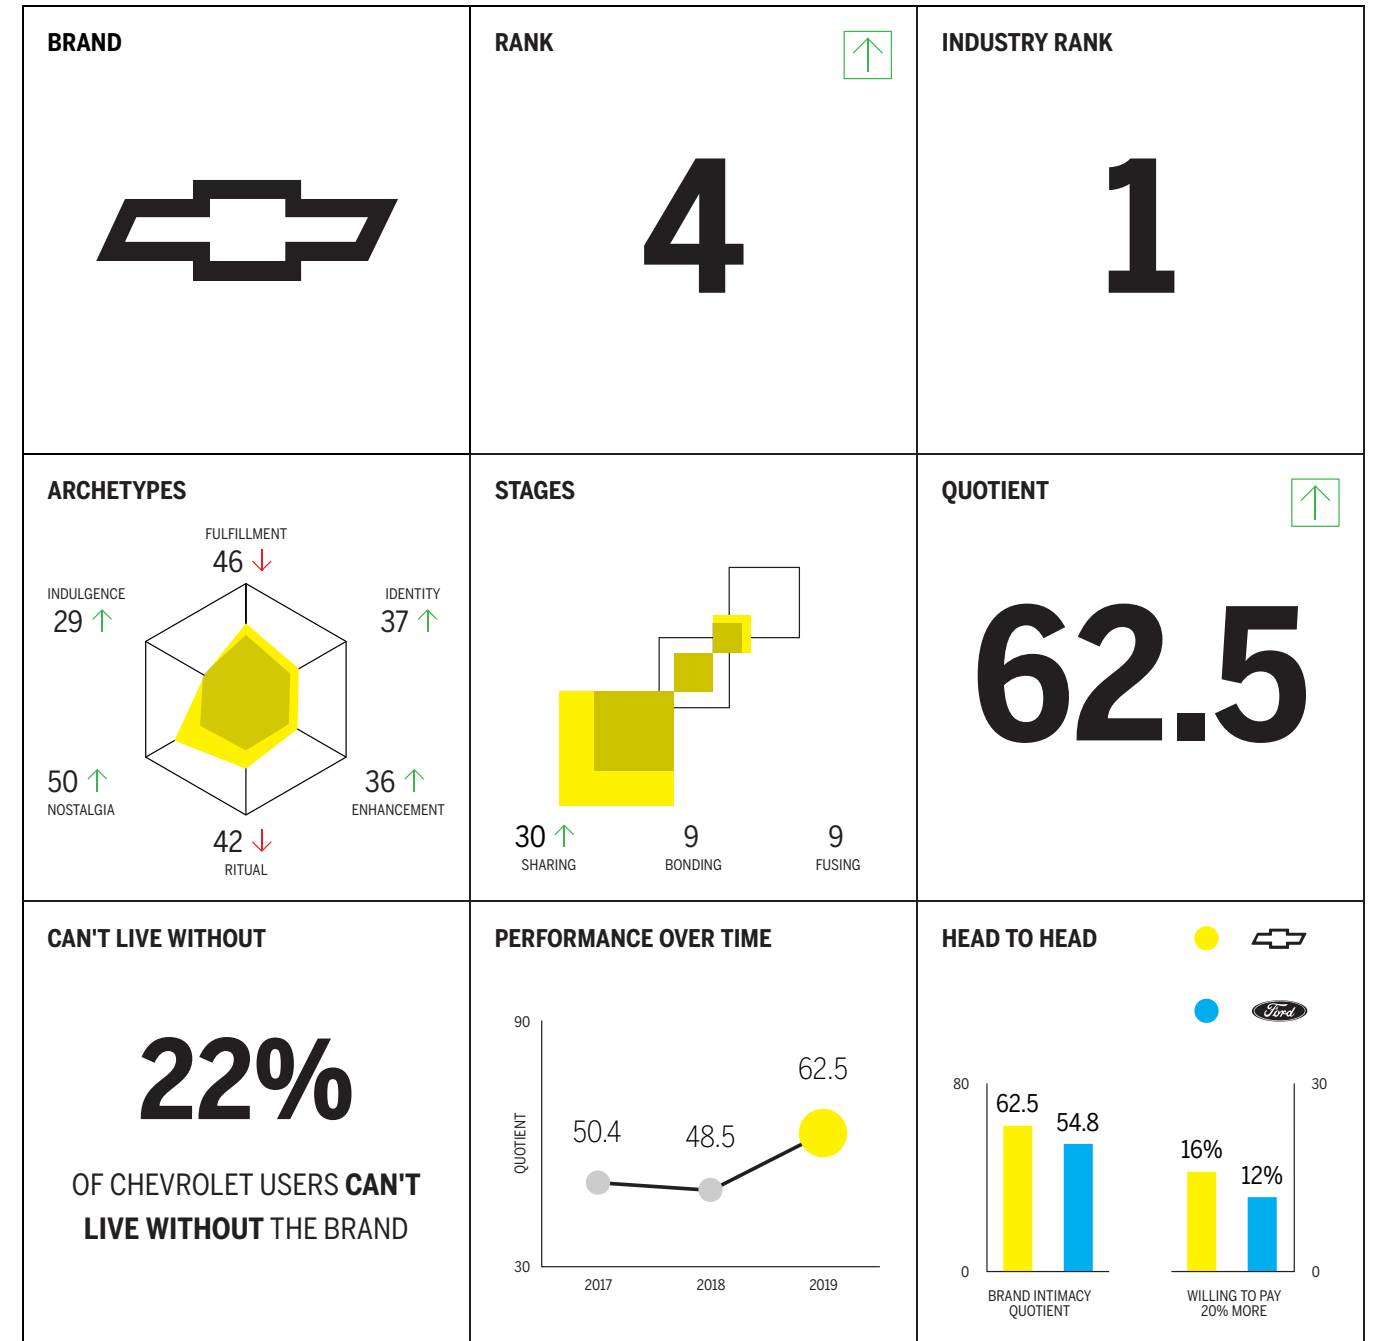 BRAND
RANK
4
INDUSTRY RANK
1
ARCHETYPES
FULFILLMENT
46
INDULGENCE
29
IDENTITY
37
50
NOSTALGIA
36
ENHANCEMENT
42
RITUAL
STAGES
30
SHARING
9
BONDING
9
FUSING
QUOTIENT
62.5
CAN'T LIVE WITHOUT
22%
OF CHEVROLET USERS CAN'T
LIVE WITHOUT THE BRAND
PERFORMANCE OVER TIME
90
QUOTIENT
30
50.4
48.5
62.5
2017
2018
2019
HEAD TO HEAD
Ford
80
0
62.5
54.8
BRAND INTIMACY
QUOTIENT
16%
12%
30
0
WILLING TO PAY
20% MORE